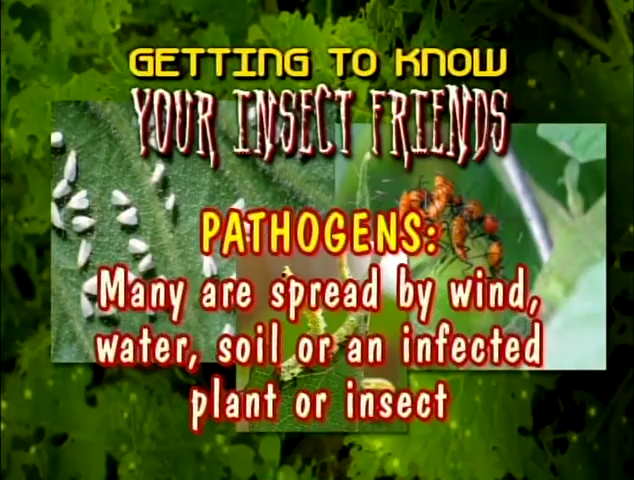 GETTING TO KNOW
YOUR INSECT FRIENDS
PATHOGENS:
Many are spread by wind,
water, soil or an infected
plant or insect